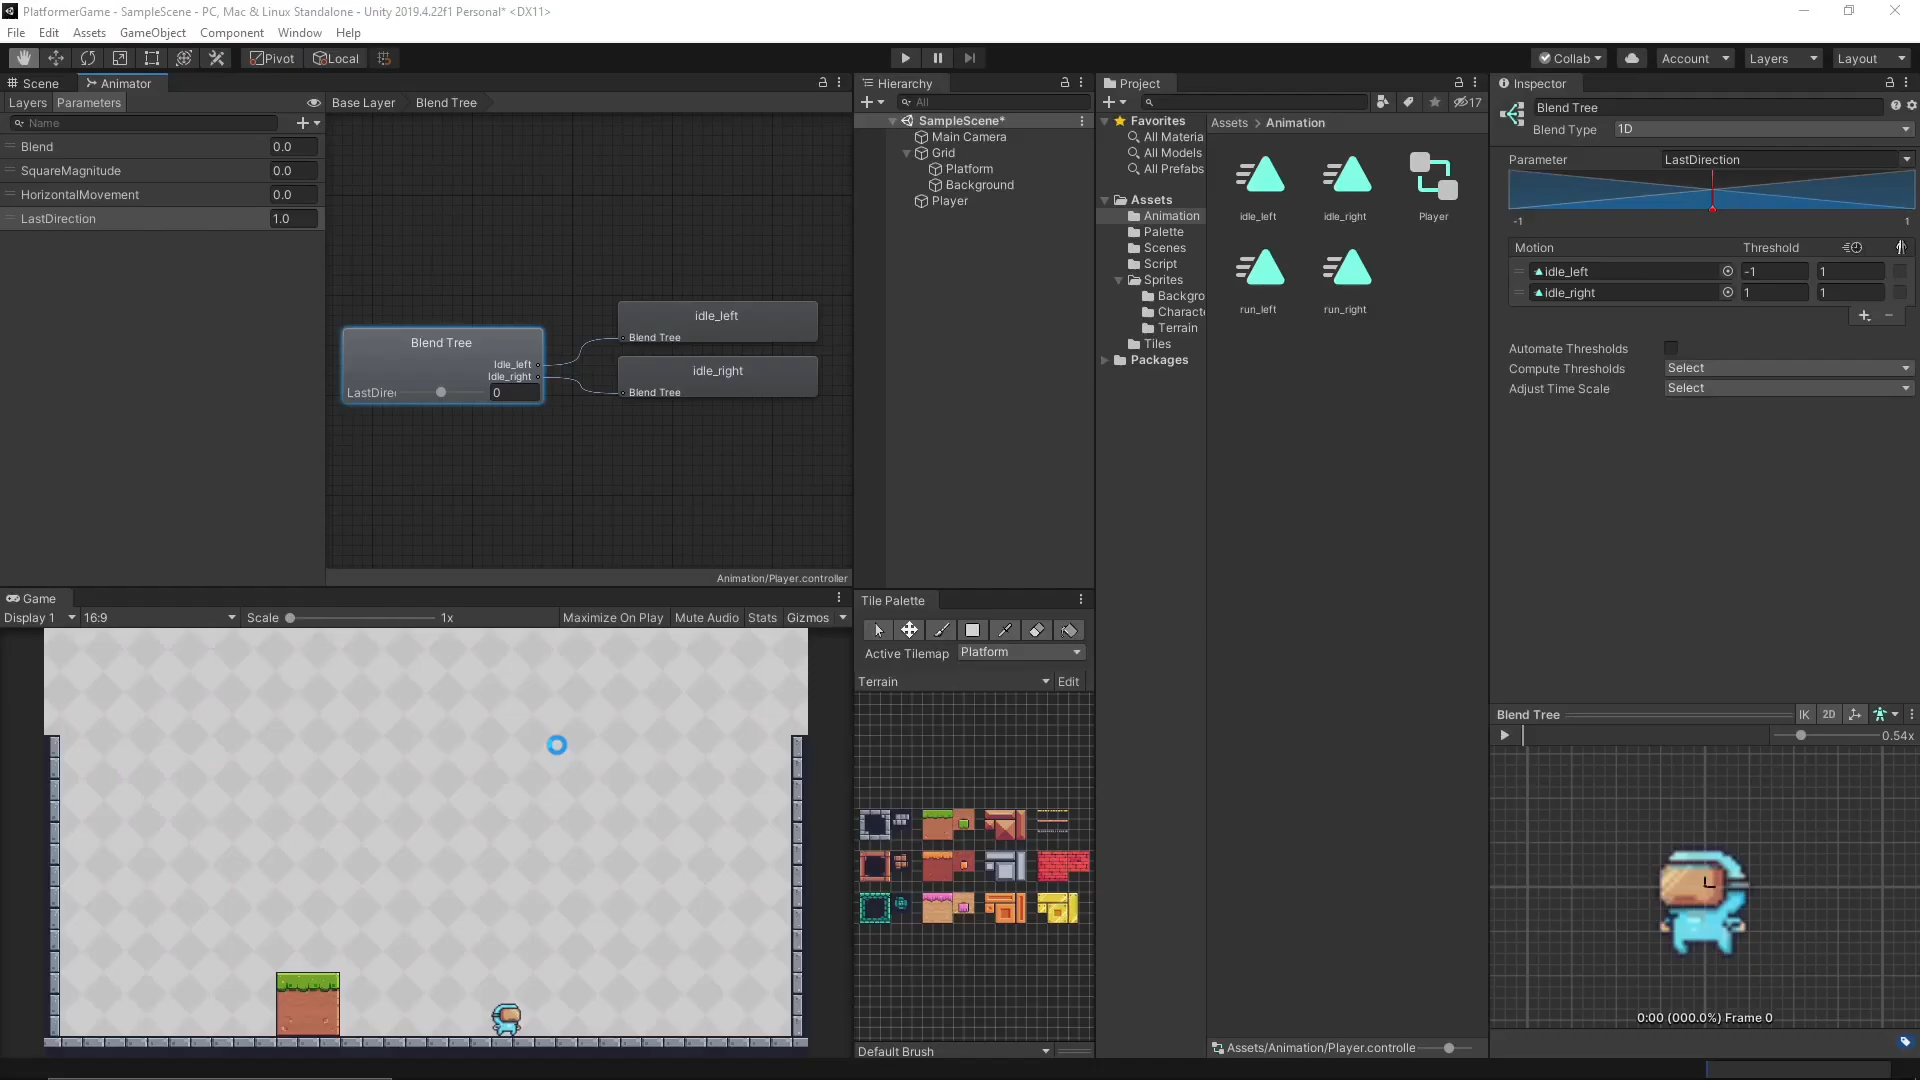 PlatformerGame - SampleScene - PC, Mac & Linux Standalone - Unity 2019.4.22f1 Personal* <DX11>
File Edit Assets GameObject Component Window Help
Pivot Local Collab Account Layers Layout
Scene Animator
Layers Parameters
Base Layer Blend Tree
Name
Blend 0.0
SquareMagnitude 0.0
HorizontalMovement 0.0
LastDirection 1.0
Blend Tree
Idle_left
Idle_right
LastDirec 0
idle_left
Blend Tree
idle_right
Blend Tree
Animation/Player.controller
Game
Display 1 16:9 Scale 1x Maximize On Play Mute Audio Stats Gizmos
Hierarchy
All
SampleScene*
Main Camera
Grid
Platform
Background
Player
Tile Palette
Active Tilemap Platform
Terrain Edit
Default Brush
Project
17
Favorites
All Materia
All Models
All Prefabs
Assets
Animation
Palette
Scenes
Script
Sprites
Backgro
Characte
Terrain
Tiles
Packages
Assets > Animation
idle_left idle_right Player
run_left run_right
Assets/Animation/Player.controlle
Inspector
Blend Tree
Blend Type 1D
Parameter LastDirection
-1 1
Motion Threshold
idle_left -1 1
idle_right 1 1
Automate Thresholds
Compute Thresholds Select
Adjust Time Scale Select
Blend Tree IK 2D
0.54x
0:00 (000.0%) Frame 0